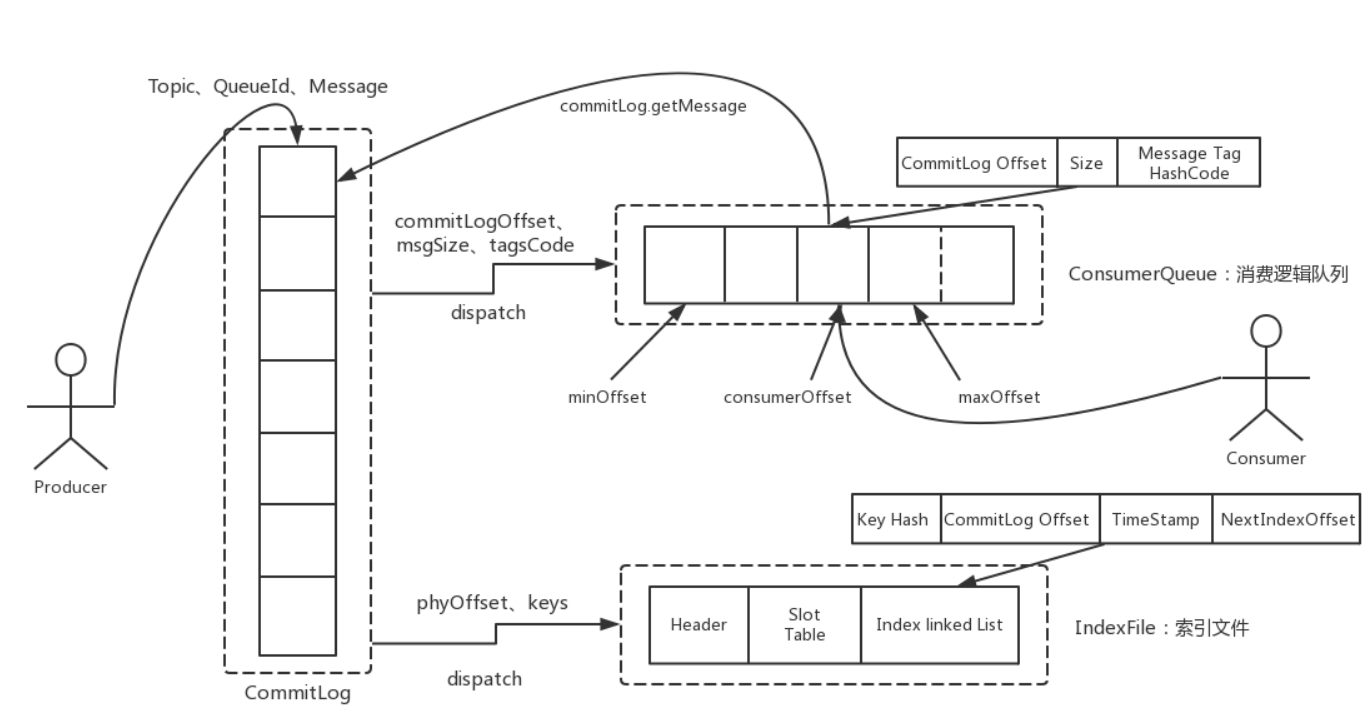 Topic、QueueId、Message
commitLog.getMessage
CommitLog Offset
Size
Message Tag
HashCode
commitLogOffset、
msgSize、tagsCode
dispatch
ConsumerQueue：消费逻辑队列
minOffset
consumerOffset
maxOffset
Producer
Consumer
Key Hash
CommitLog Offset
TimeStamp
NextIndexOffset
phyOffset、keys
dispatch
Header
Slot
Table
Index linked List
IndexFile：索引文件
CommitLog